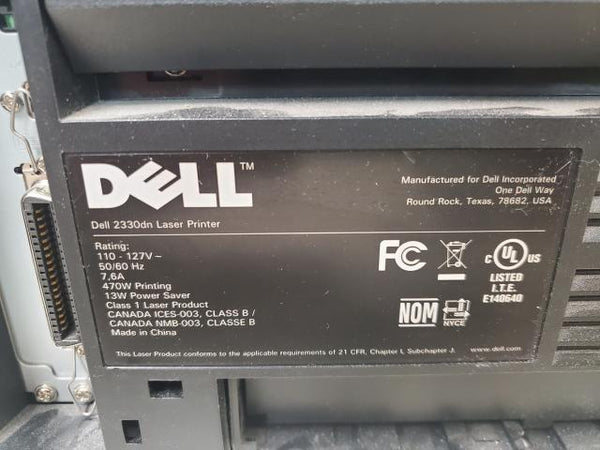 DELL™
Manufactured for Dell Incorporated
One Dell Way
Round Rock, Texas, 78682, USA
Dell 2330dn Laser Printer
Rating:
110 - 127V~
50/60 Hz
7,6A
470W Printing
13W Power Saver
Class 1 Laser Product
CANADA ICES-003, CLASS B /
CANADA NMB-003, CLASSE B
Made in China
FC
c UL us
LISTED
I.T.E.
E140640
NOM
NYCE
This Laser Product conforms to the applicable requirements of 21 CFR, Chapter I, Subchapter J.
www.dell.com